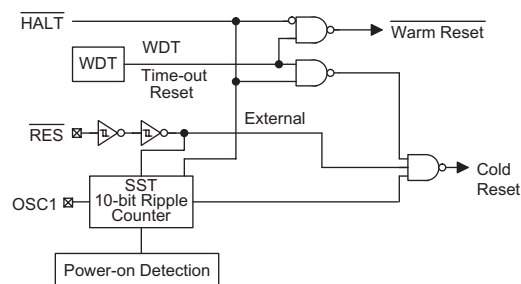 HALT
WDT
Warm Reset
WDT
Time-out
Reset
RES
External
Cold
Reset
SST
10-bit Ripple
Counter
OSC1
Power-on Detection